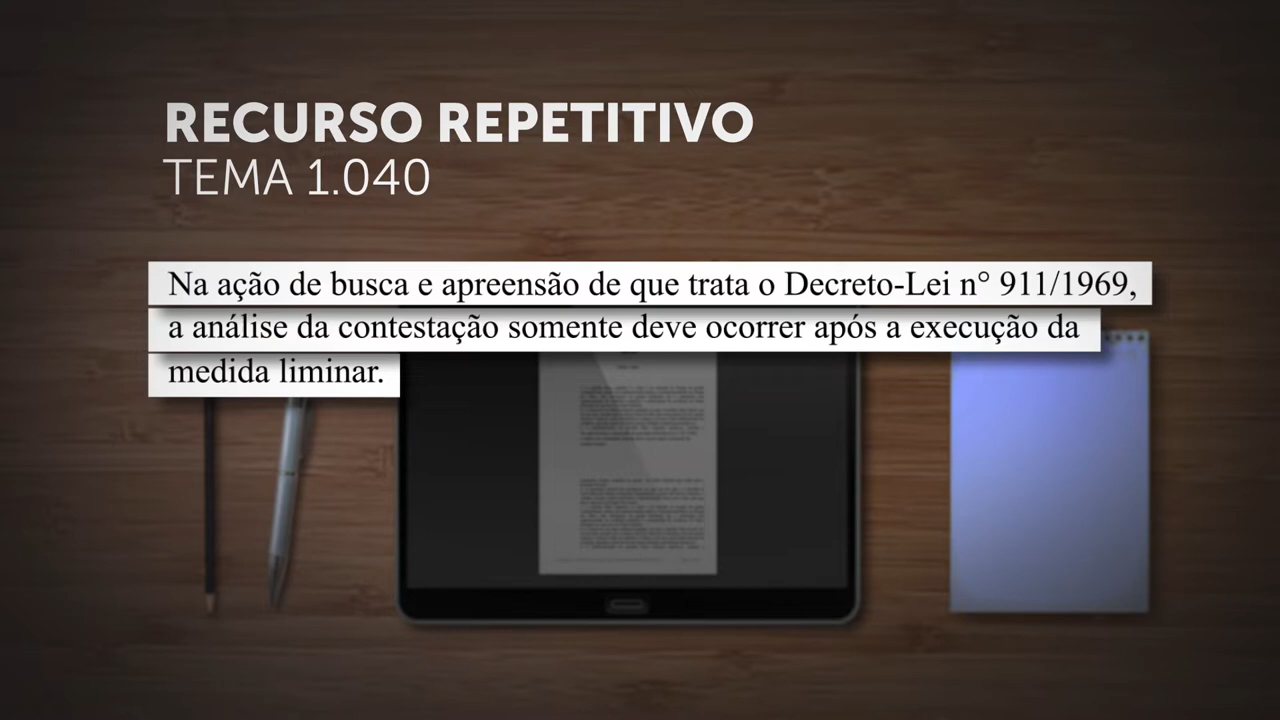 RECURSO REPETITIVO
TEMA 1.040
Na ação de busca e apreensão de que trata o Decreto-Lei n° 911/1969,
a análise da contestação somente deve ocorrer após a execução da
medida liminar.